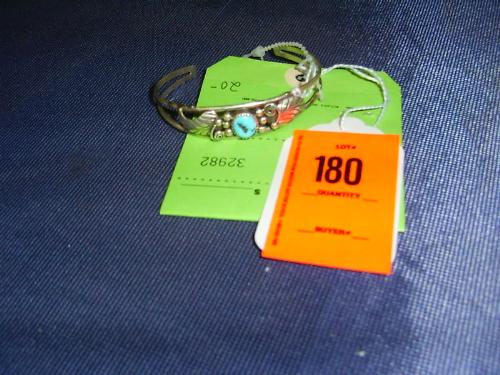 LOT#
180
QUANTITY
BUYER#
20-
32982
S